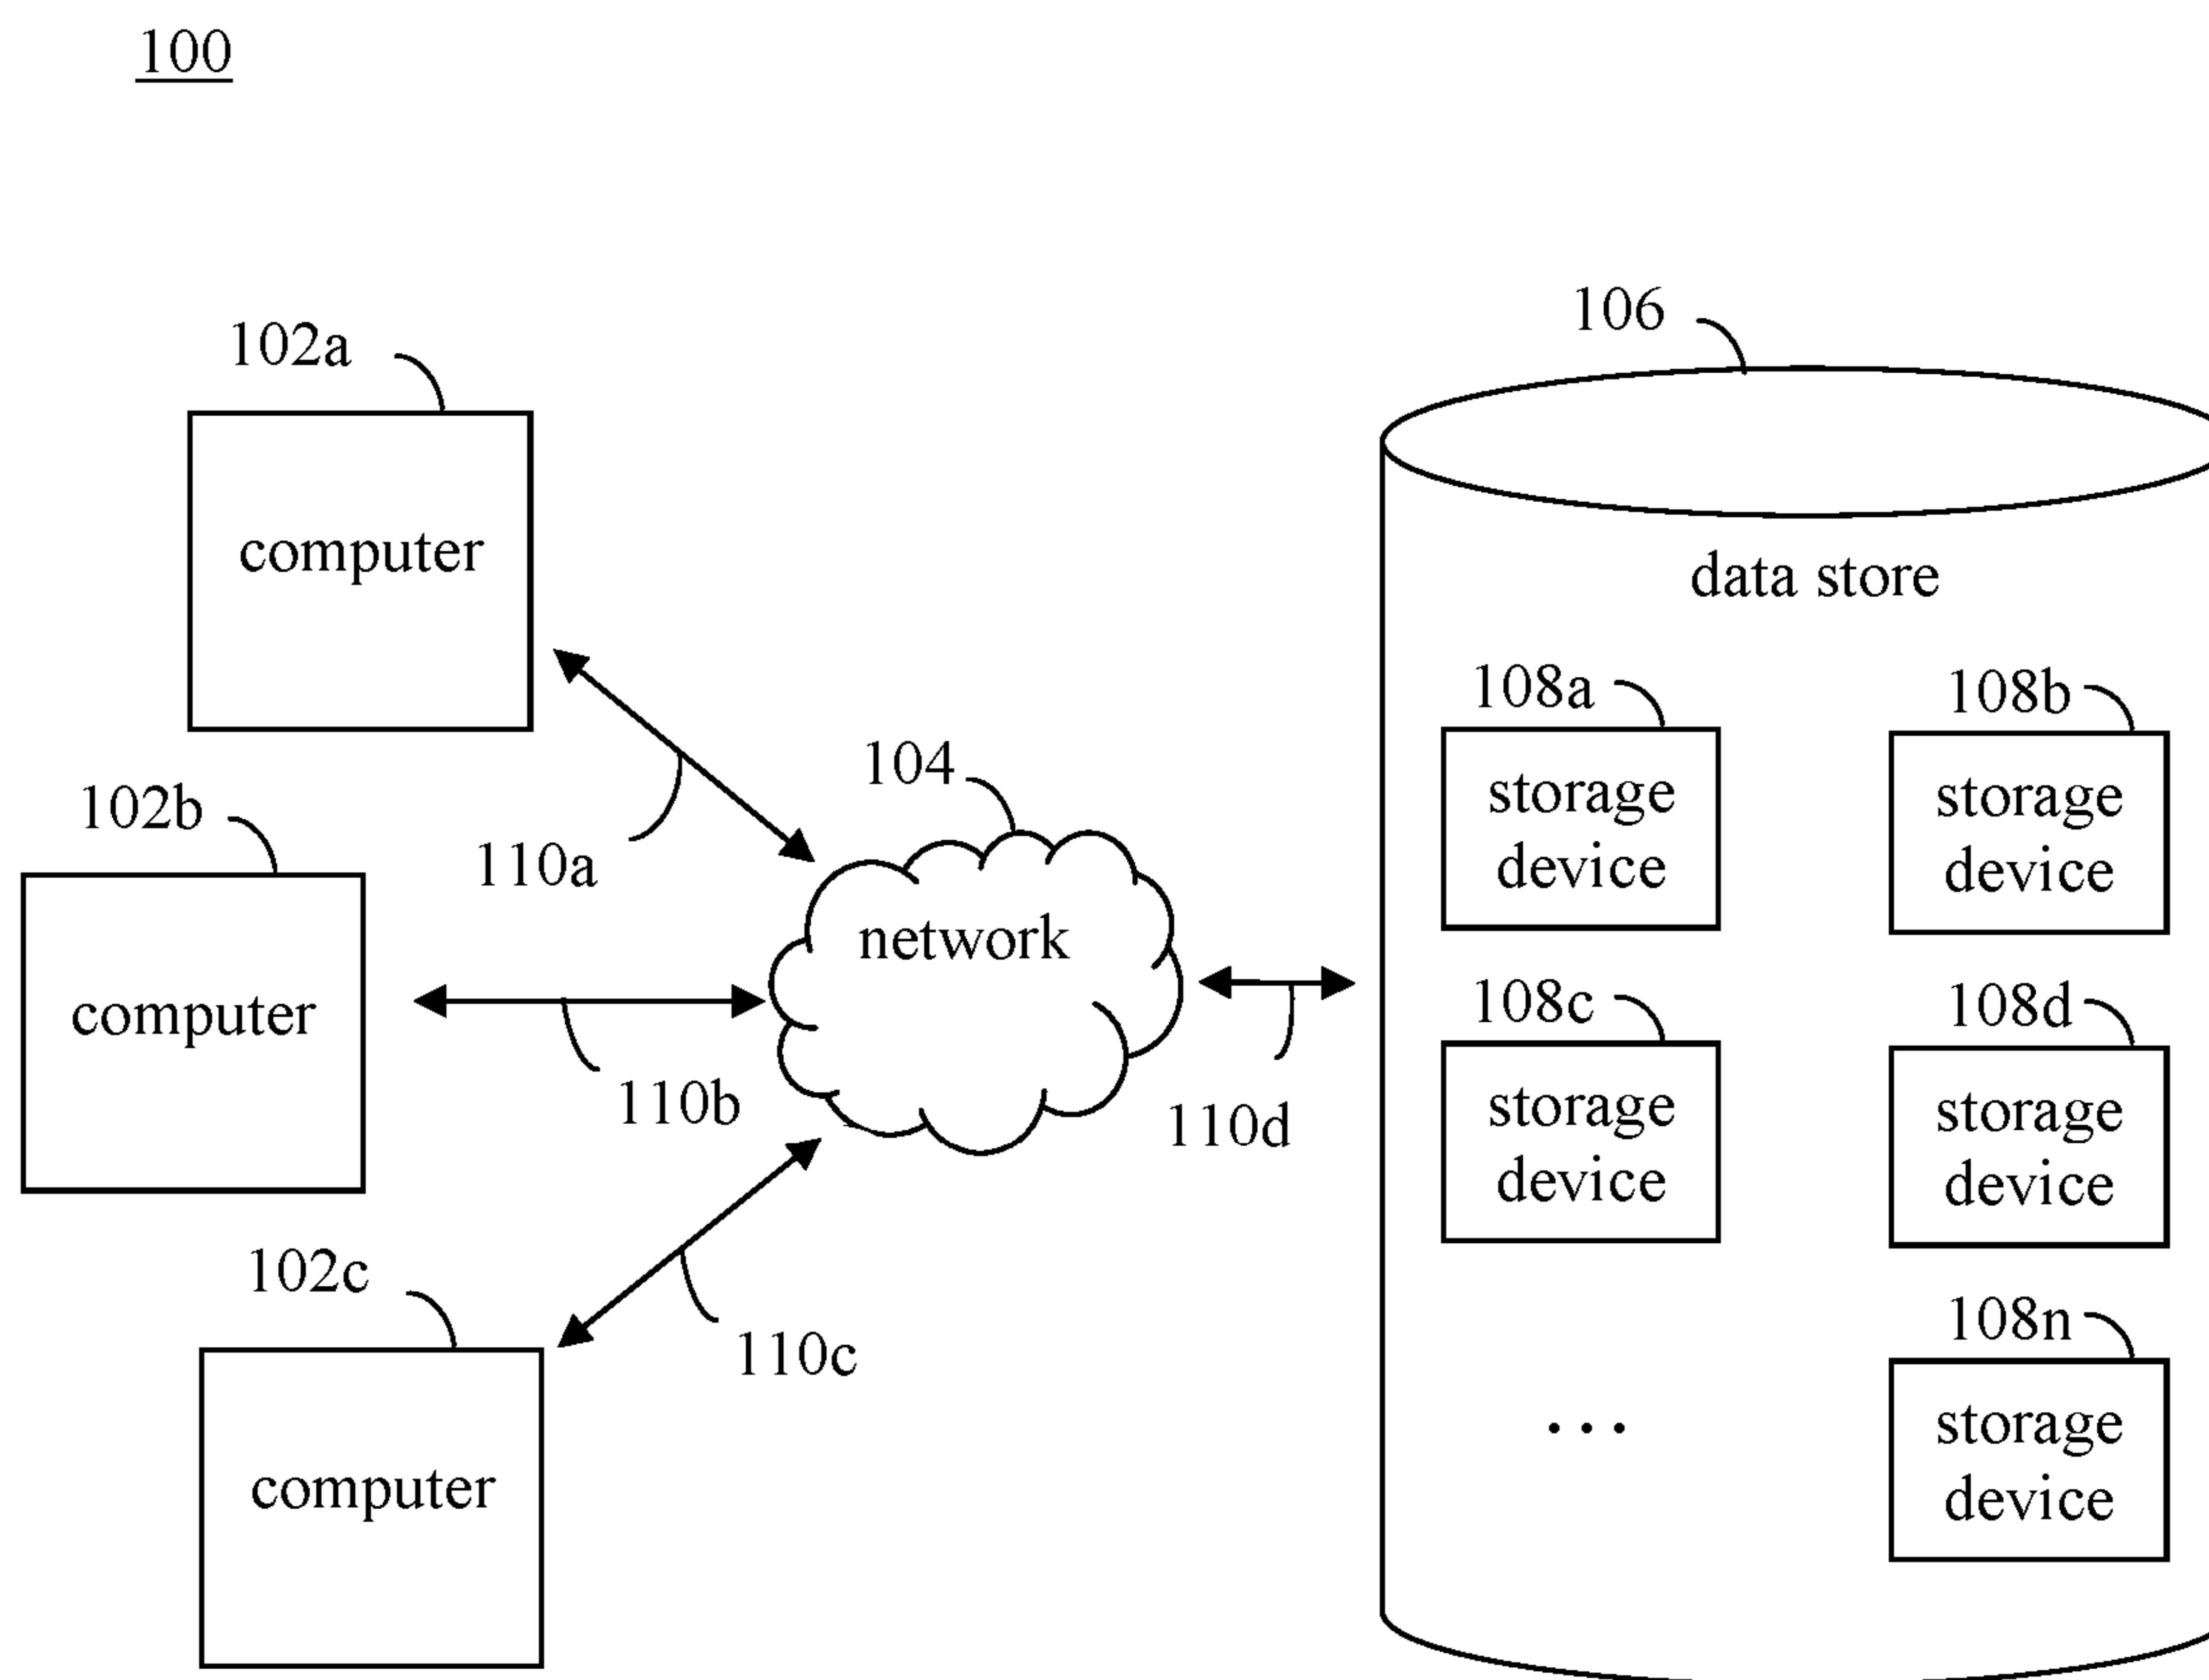 100
102a
computer
102b
computer
102c
computer
110a
110b
110c
104
network
110d
106
data store
108a
storage
device
108b
storage
device
108c
storage
device
108d
storage
device
...
108n
storage
device